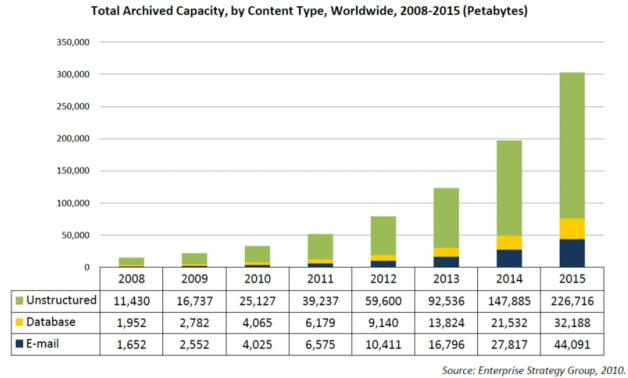 Total Archived Capacity, by Content Type, Worldwide, 2008-2015 (Petabytes)
350,000
300,000
250,000
200,000
150,000
100,000
50,000
0
2008 2009 2010 2011 2012 2013 2014 2015
Unstructured 11,430 16,737 25,127 39,237 59,600 92,536 147,885 226,716
Database 1,952 2,782 4,065 6,179 9,140 13,824 21,532 32,188
E-mail 1,652 2,552 4,025 6,575 10,411 16,796 27,817 44,091
Source: Enterprise Strategy Group, 2010.